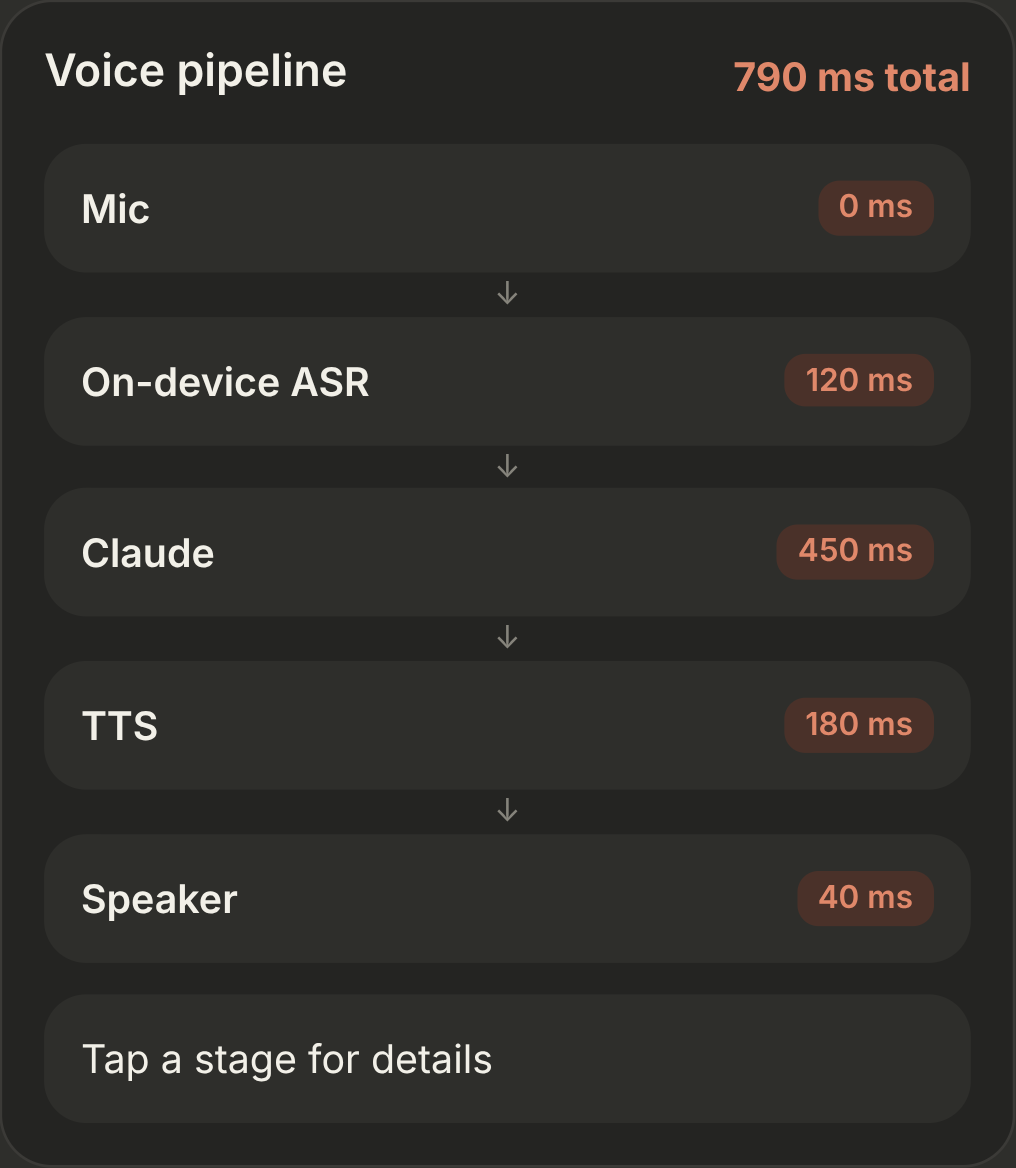 Voice pipeline
790 ms total
Mic
0 ms
↓
On-device ASR
120 ms
↓
Claude
450 ms
↓
TTS
180 ms
↓
Speaker
40 ms
Tap a stage for details